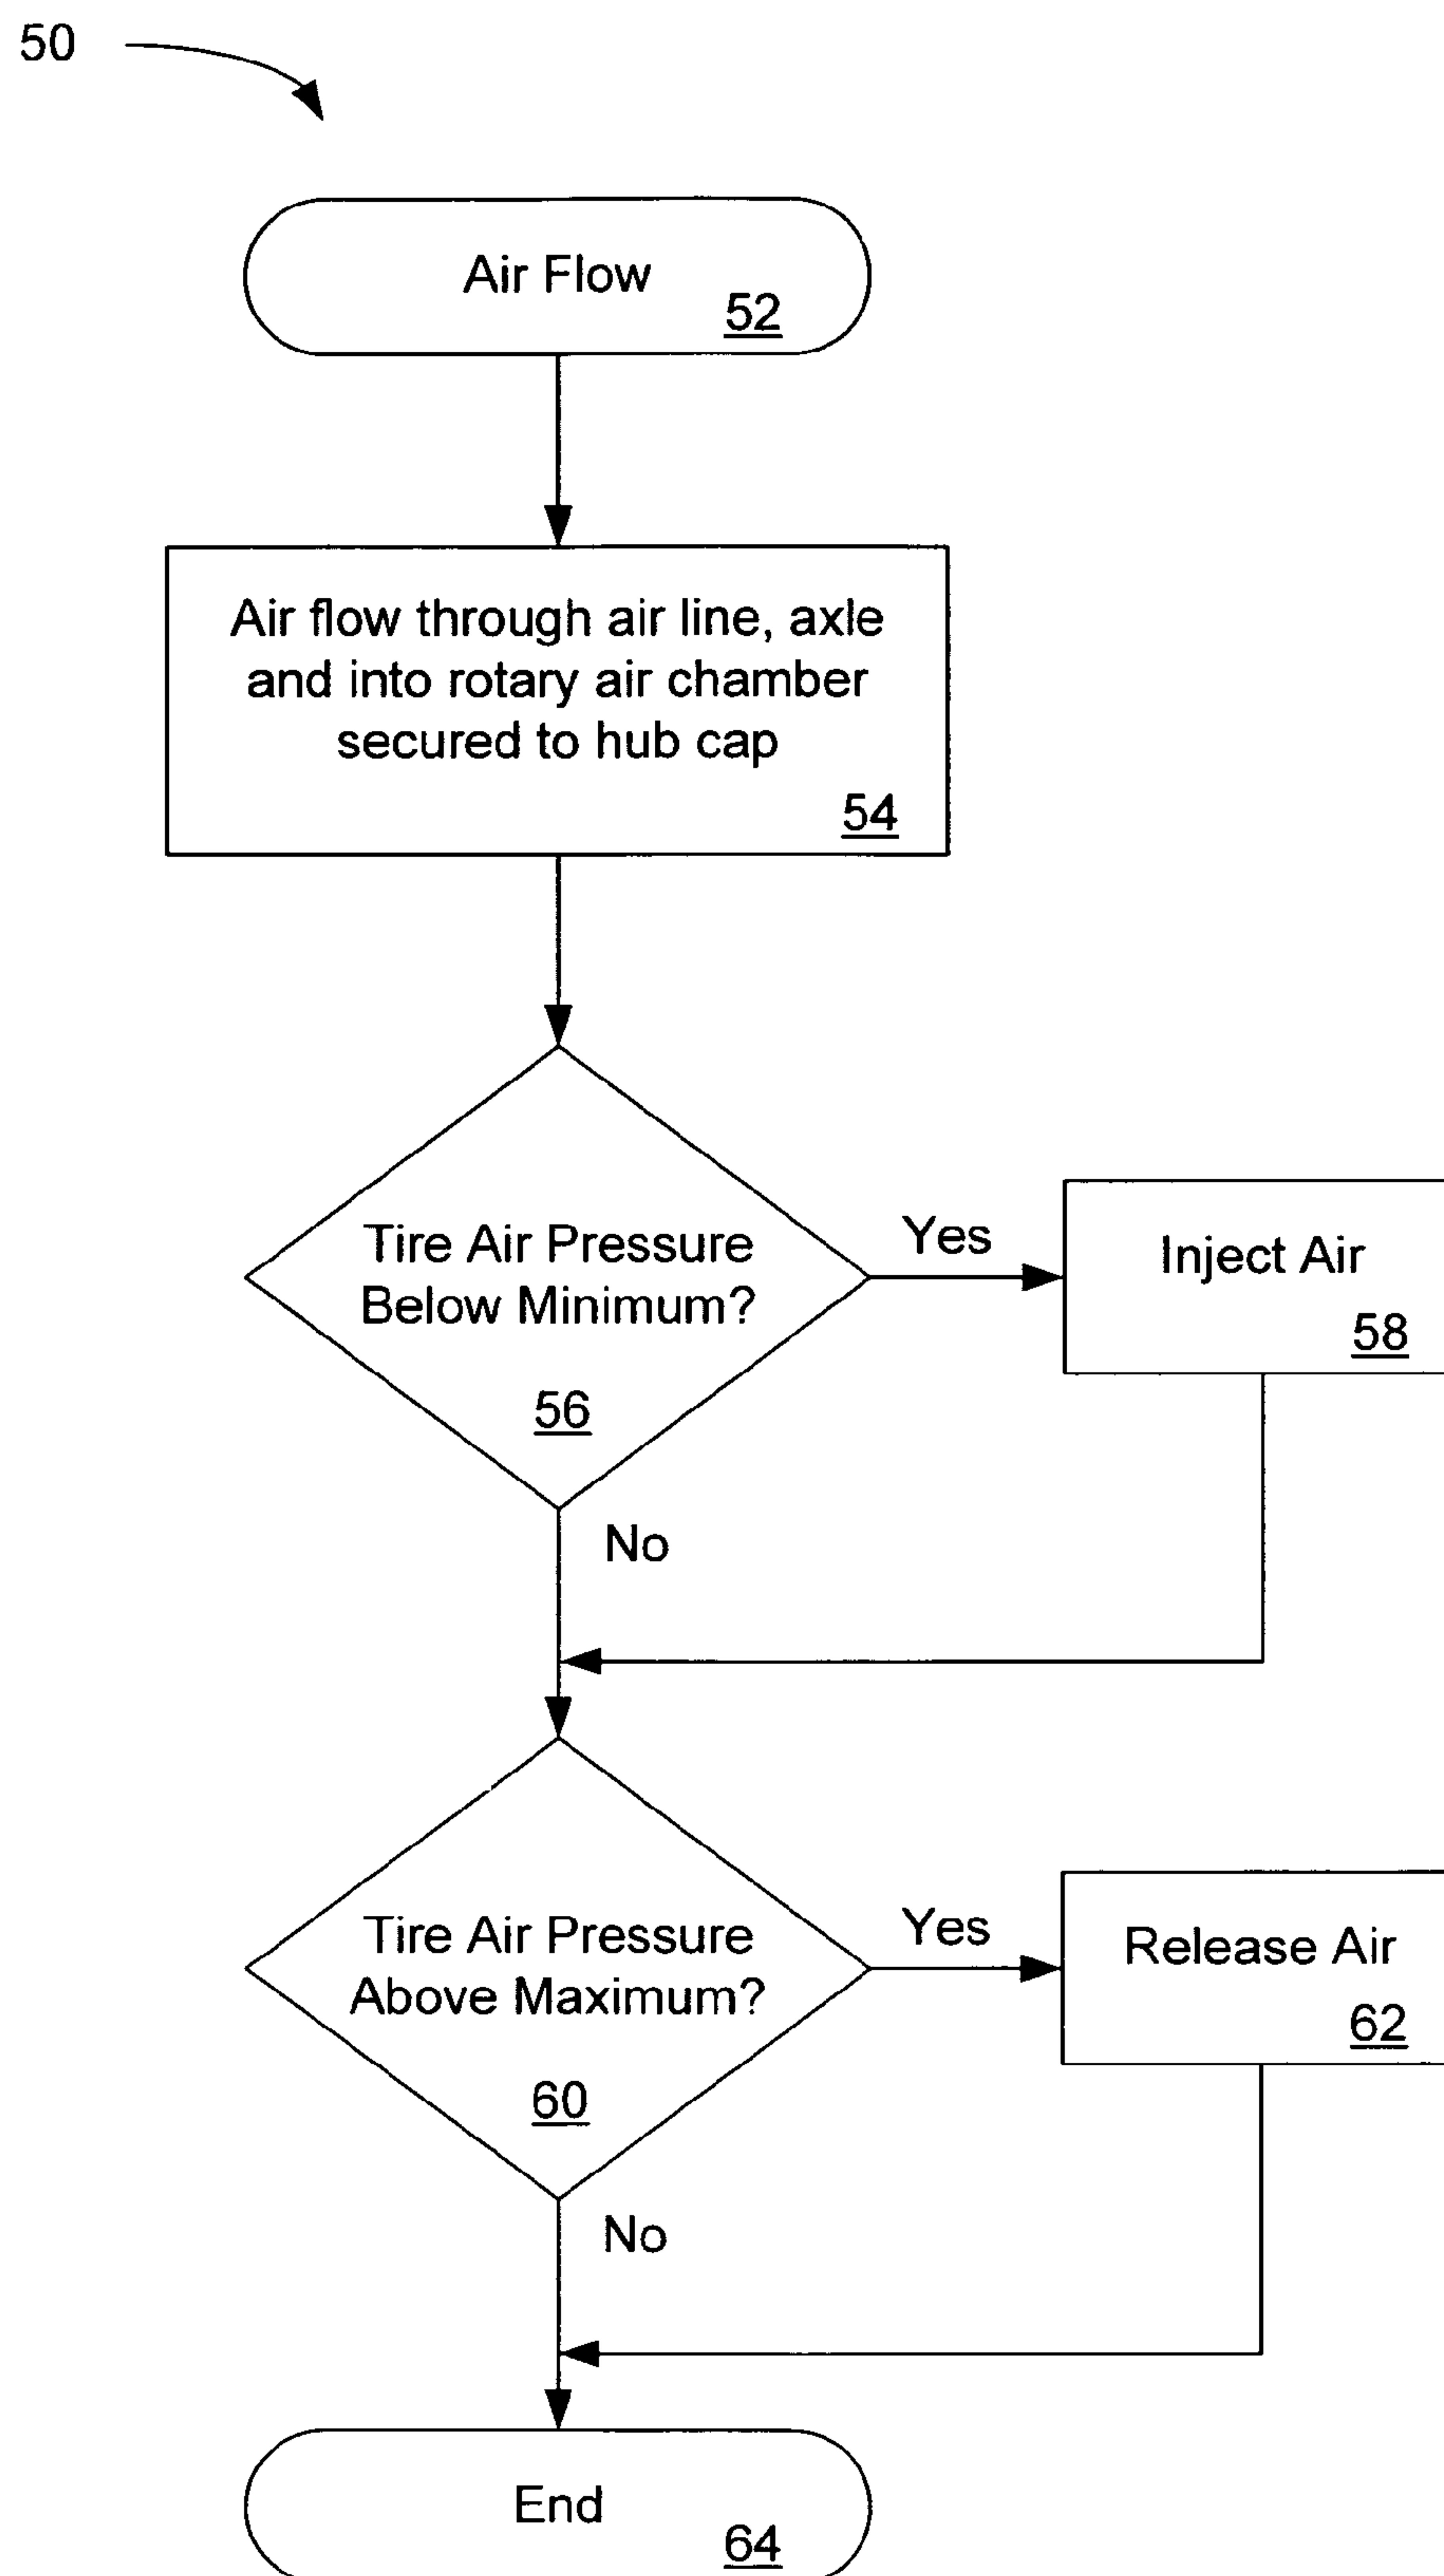 50
Air Flow
52
Air flow through air line, axle
and into rotary air chamber
secured to hub cap
54
Tire Air Pressure
Below Minimum?
56
Yes
Inject Air
58
No
Tire Air Pressure
Above Maximum?
60
Yes
Release Air
62
No
End
64